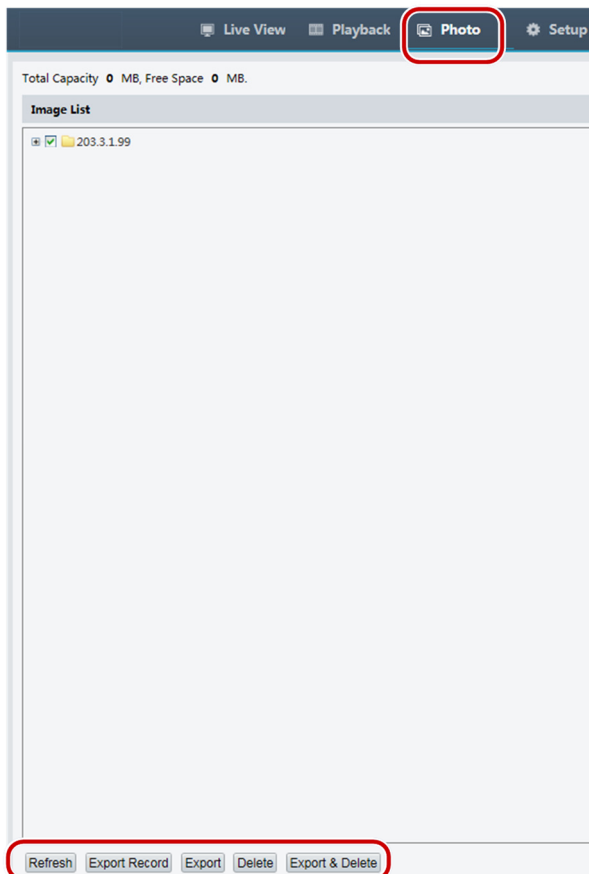 Live View Playback Photo Setup
Total Capacity 0 MB, Free Space 0 MB.
Image List
203.3.1.99
Refresh Export Record Export Delete Export & Delete